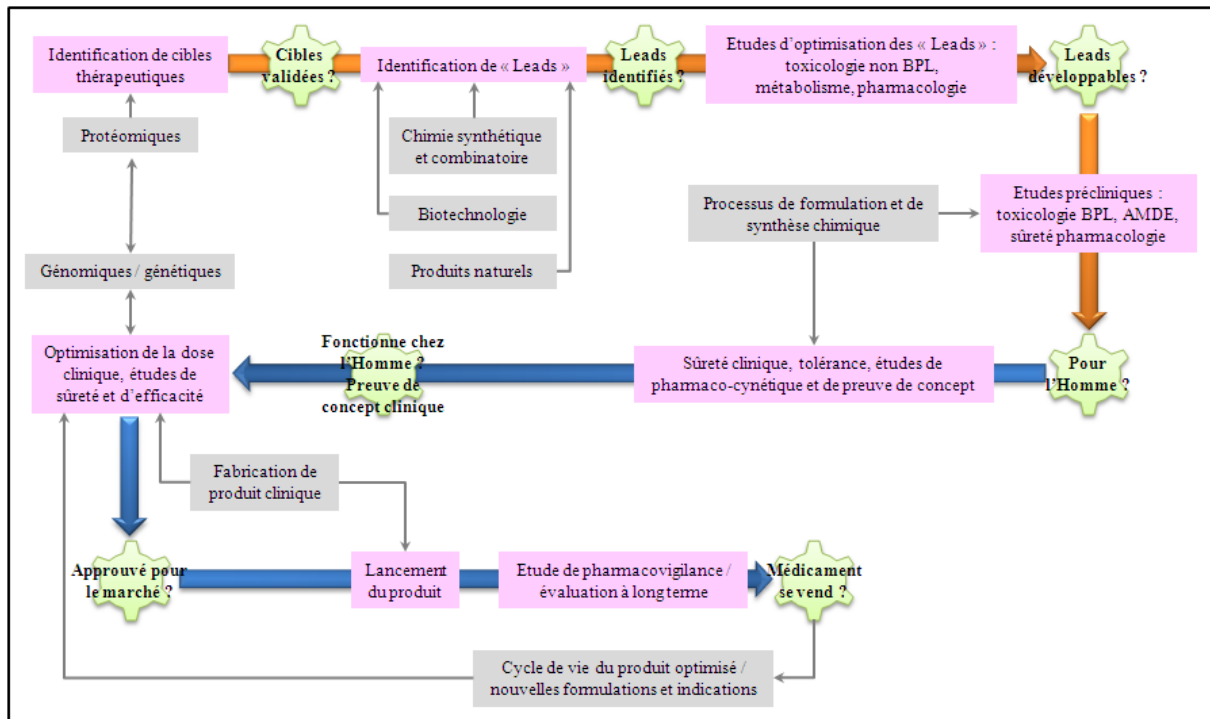 Identification de cibles
thérapeutiques
Cibles
validées ?
Identification de « Leads »
Leads
identifiés ?
Etudes d’optimisation des « Leads » :
toxicologie non BPL,
métabolisme, pharmacologie
Leads
développables ?
Protéomiques
Chimie synthétique
et combinatoire
Biotechnologie
Produits naturels
Génomiques / génétiques
Processus de formulation et de
synthèse chimique
Etudes précliniques :
toxicologie BPL, AMDE,
sûreté pharmacologie
Pour
l’Homme ?
Sûreté clinique, tolérance, études de
pharmaco-cynétique et de preuve de concept
Fonctionne chez
l’Homme ?
Preuve de
concept clinique
Optimisation de la dose
clinique, études de
sûreté et d’efficacité
Fabrication de
produit clinique
Approuvé pour
le marché ?
Lancement
du produit
Etude de pharmacovigilance /
évaluation à long terme
Médicament
se vend ?
Cycle de vie du produit optimisé /
nouvelles formulations et indications